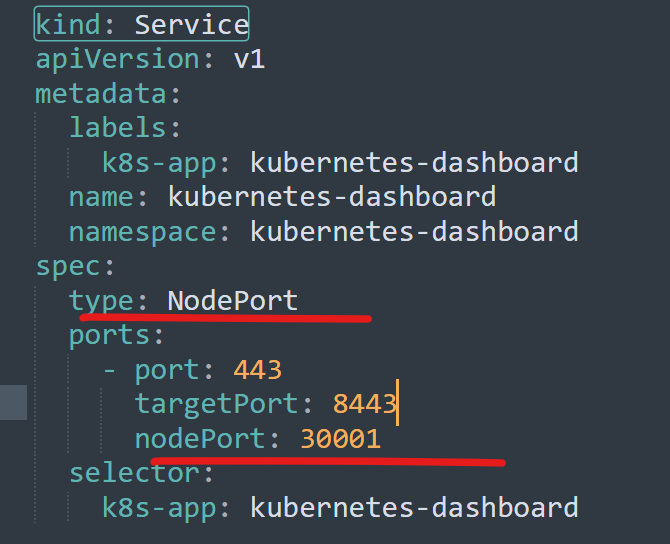 kind: Service
apiVersion: v1
metadata:
  labels:
    k8s-app: kubernetes-dashboard
  name: kubernetes-dashboard
  namespace: kubernetes-dashboard
spec:
  type: NodePort
  ports:
    - port: 443
      targetPort: 8443
      nodePort: 30001
  selector:
    k8s-app: kubernetes-dashboard